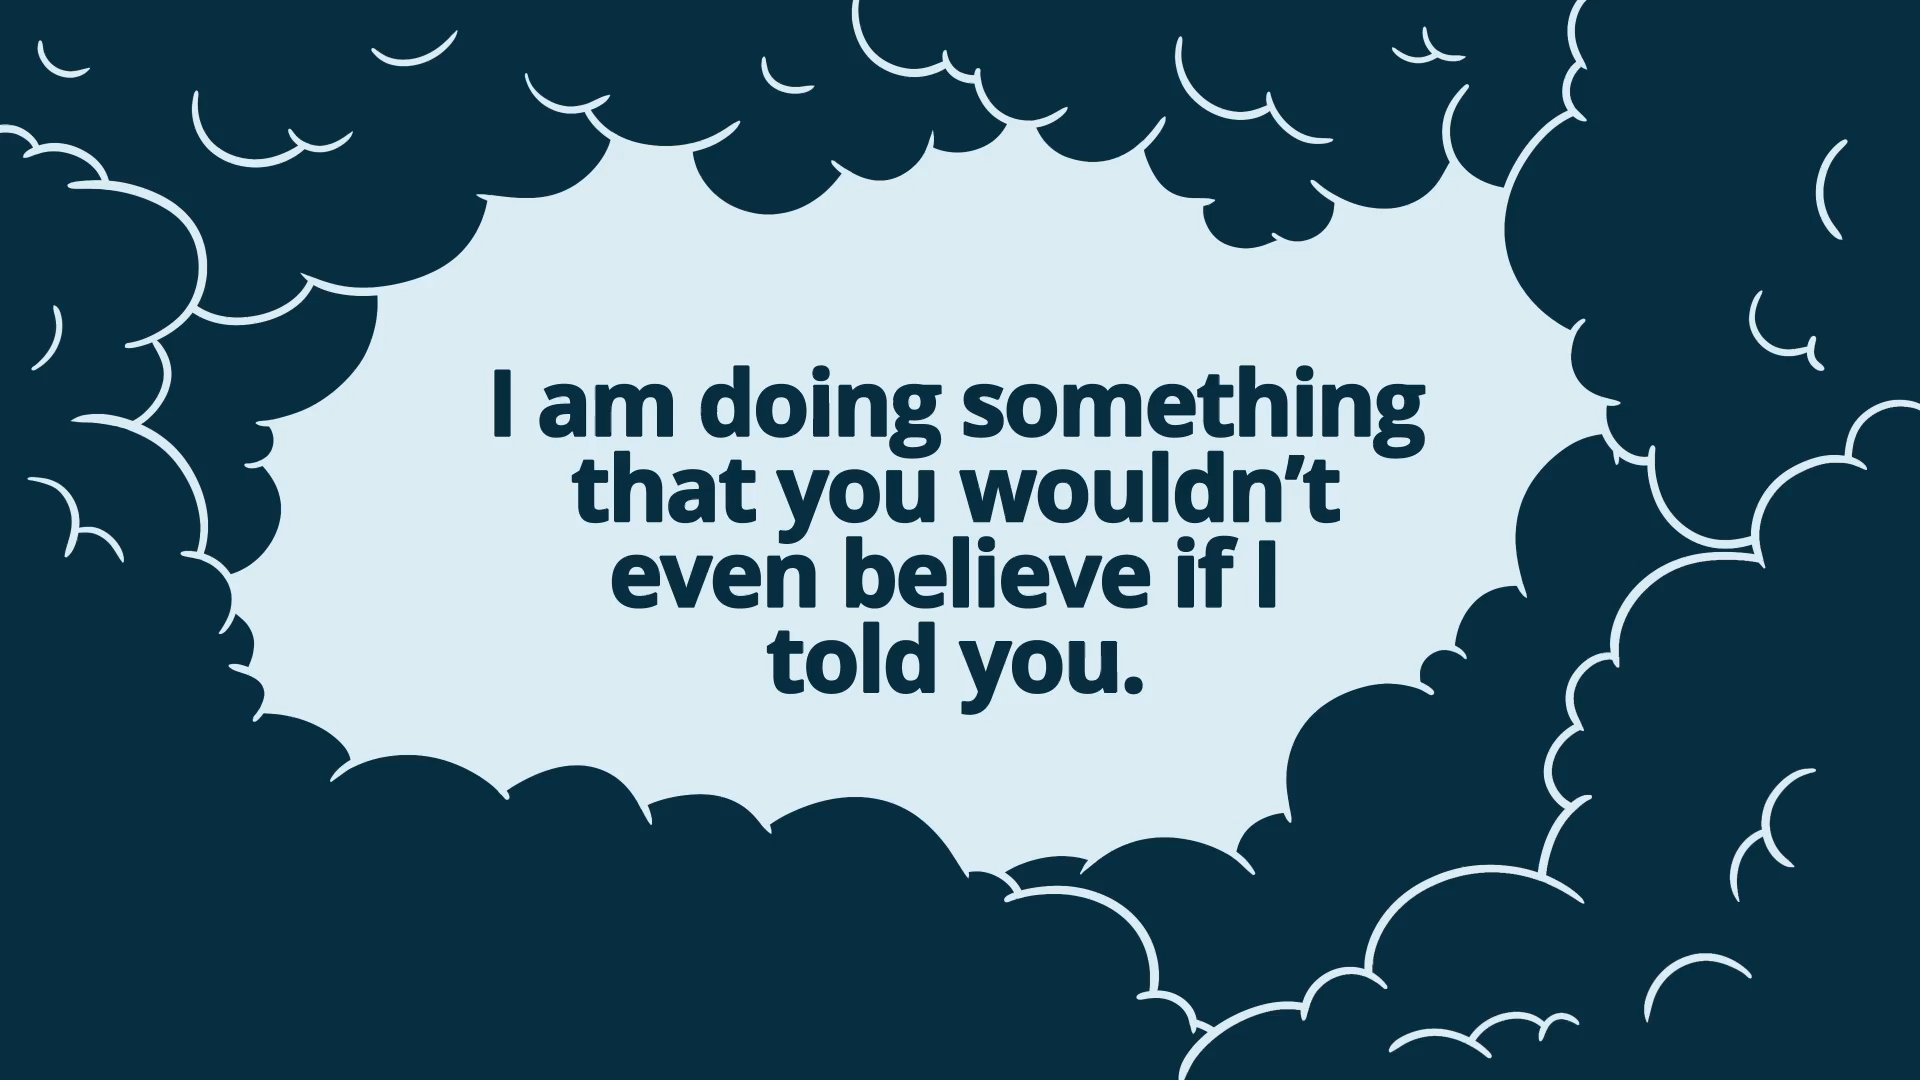 I am doing something
that you wouldn’t
even believe if I
told you.